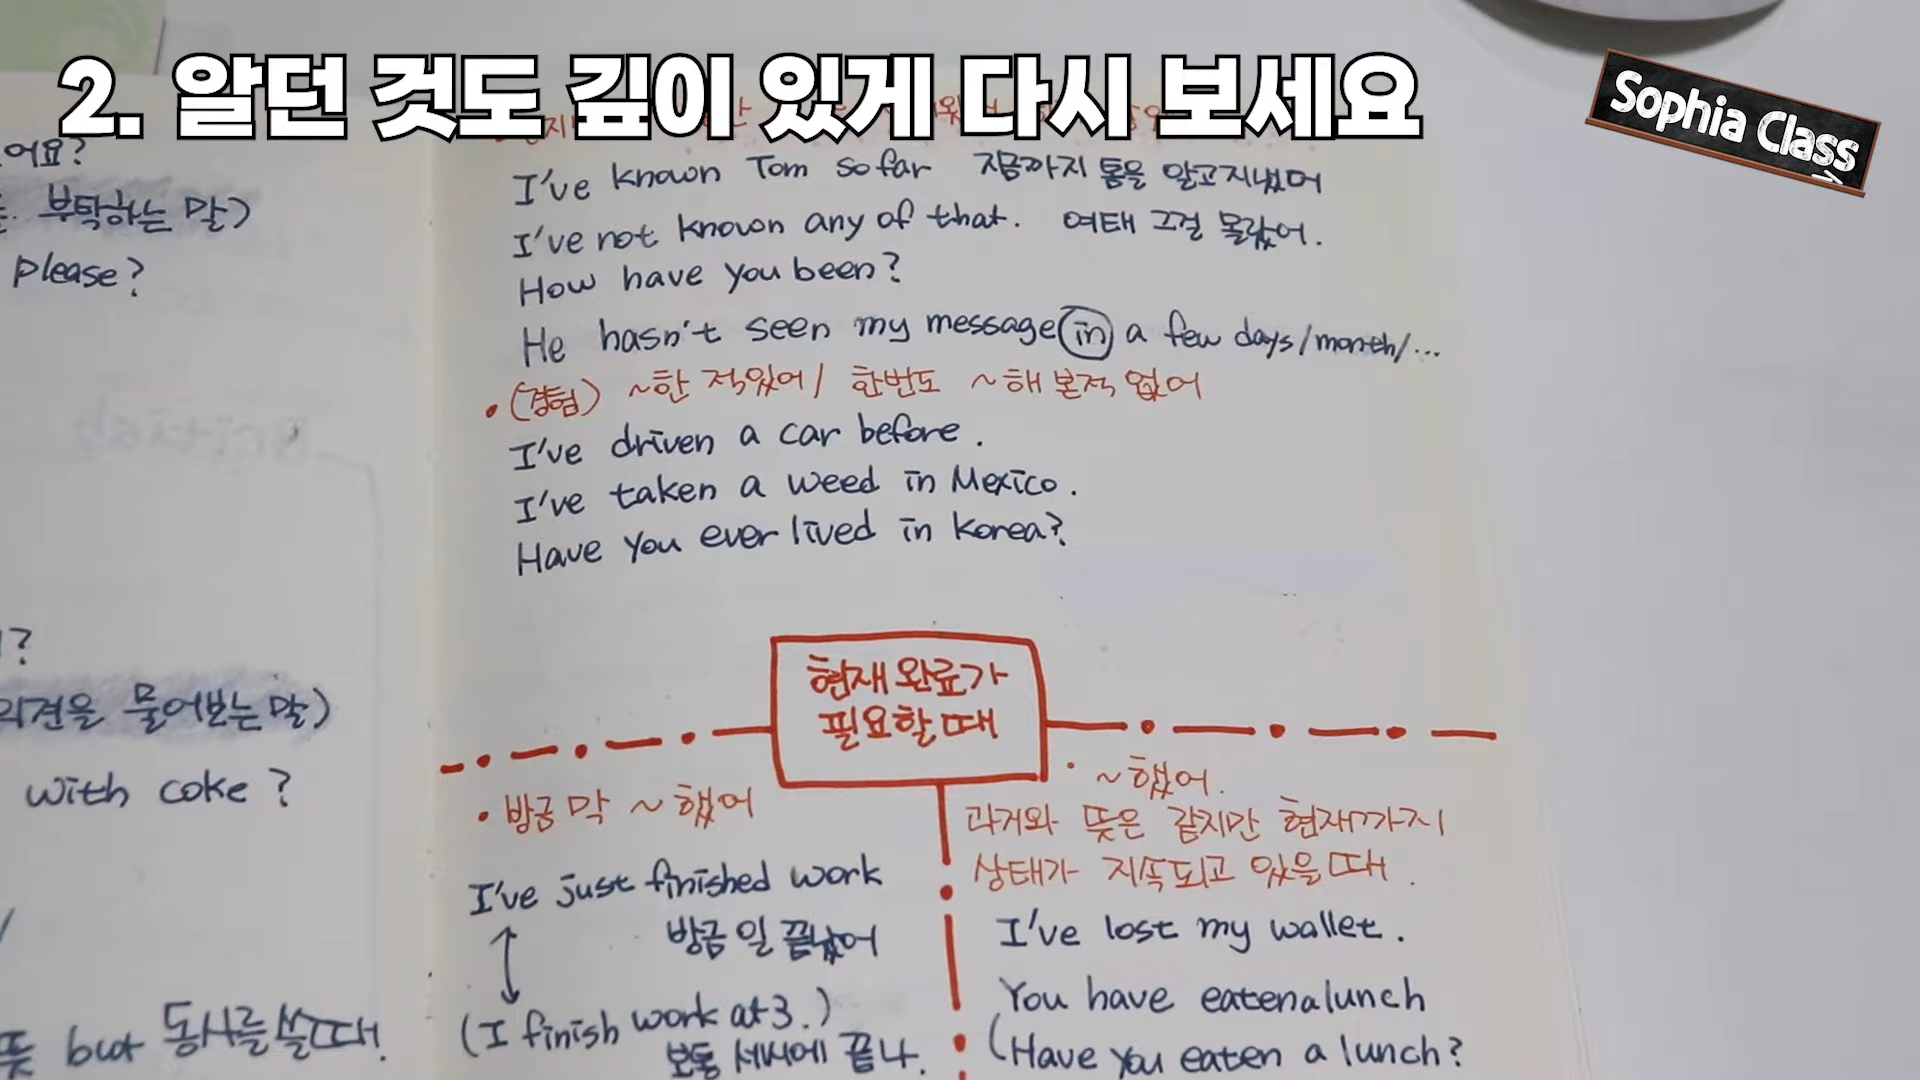 2. 알던 것도 깊이 있게 다시 보세요
Sophia Class
어요?
부탁하는 말)
please?
?
의견을 물어보는 말)
with coke?
뜻 but 동사를 쓸때!
I've known Tom so far 지금까지 톰을 알고지냈어
I've not known any of that. 여태 그걸 몰랐어.
How have you been?
He hasn't seen my message in a few days/month/...
• (경험) ~한 적있어/ 한번도 ~해 본적 없어
I've driven a car before.
I've taken a weed in Mexico.
Have you ever lived in Korea?
현재완료가
필요할때
• 방금 막 ~했어
I've just finished work
방금 일 끝났어
(I finish work at 3.)
보통 세시에 끝나.
• ~했어.
과거와 뜻은 같지만 현재까지
상태가 지속되고 있을때.
I've lost my wallet.
You have eaten a lunch
(Have you eaten a lunch?